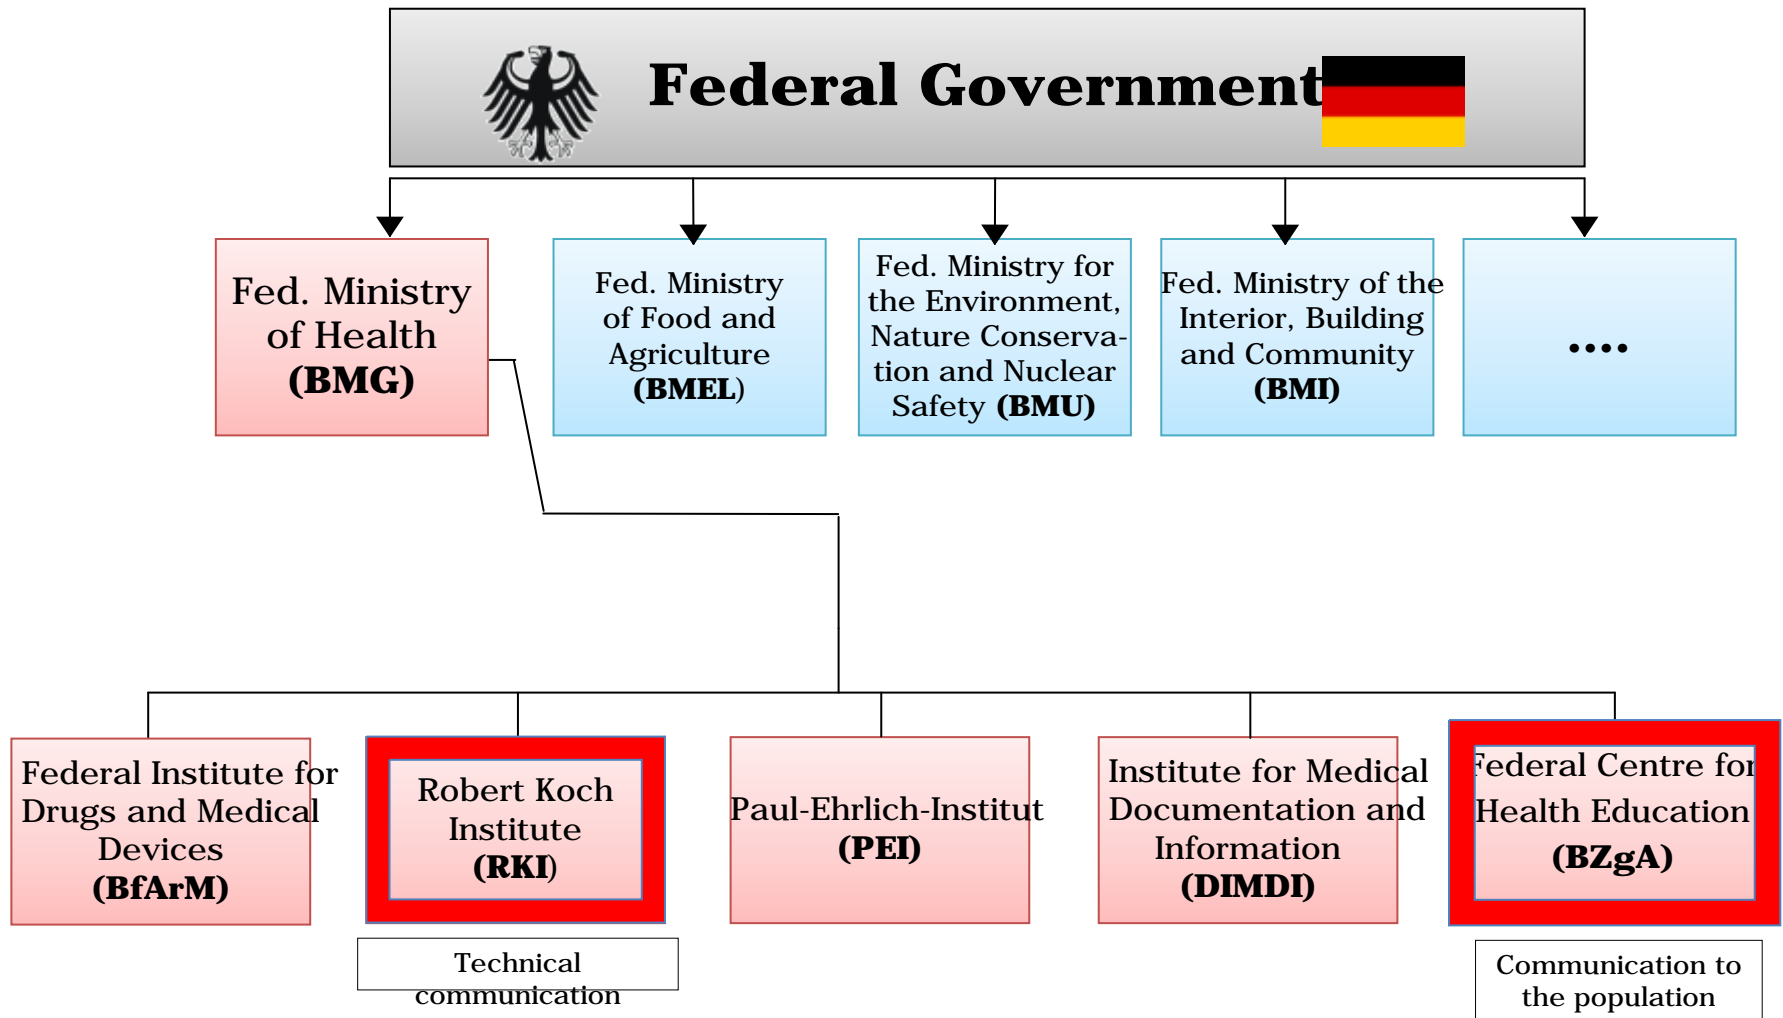 Federal Government
Fed. Ministry
of Health
(BMG)
Fed. Ministry
of Food and
Agriculture
(BMEL)
Fed. Ministry for
the Environment,
Nature Conserva-
tion and Nuclear
Safety (BMU)
Fed. Ministry of the
Interior, Building
and Community
(BMI)
....
Federal Institute for
Drugs and Medical
Devices
(BfArM)
Robert Koch
Institute
(RKI)
Paul-Ehrlich-Institut
(PEI)
Institute for Medical
Documentation and
Information
(DIMDI)
Federal Centre for
Health Education
(BZgA)
Technical
communication
Communication to
the population